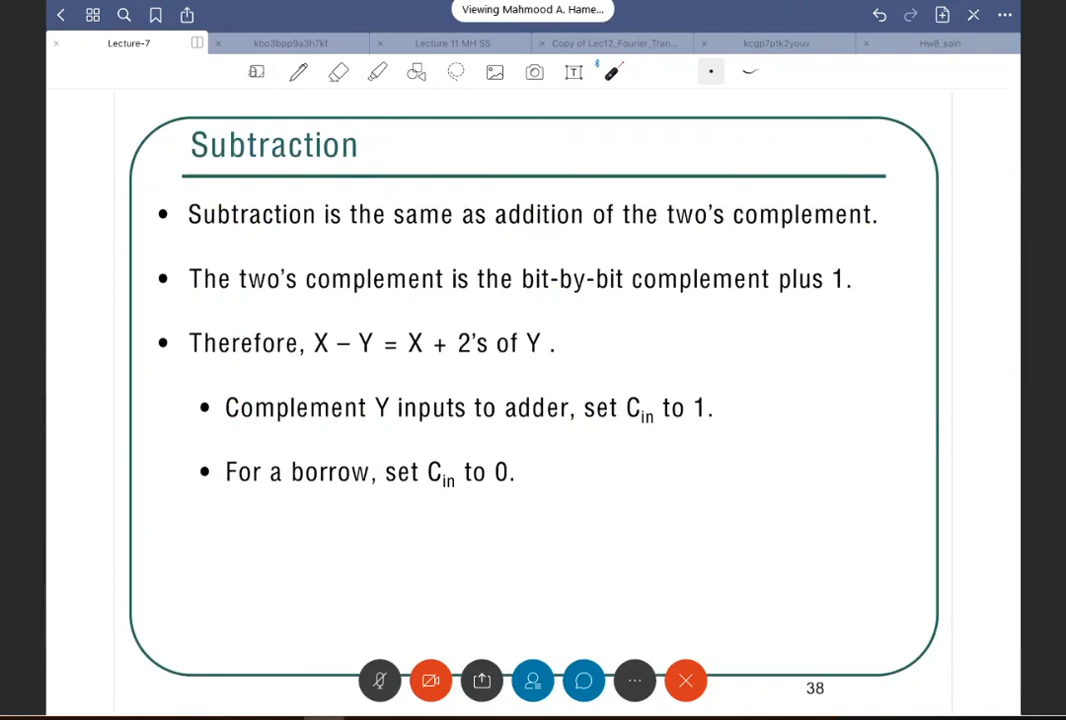 Viewing Mahmood A. Hame...
Lecture-7
kbo3bpp9a3h7kf
Lecture 11 MH SS
Copy of Lec12_Fourier_Tran...
kcgp7ptk2youv
Hw8_soln
T
Subtraction
• Subtraction is the same as addition of the two's complement.
• The two's complement is the bit-by-bit complement plus 1.
• Therefore, X – Y = X + 2's of Y .
• Complement Y inputs to adder, set Cin to 1.
• For a borrow, set Cin to 0.
38